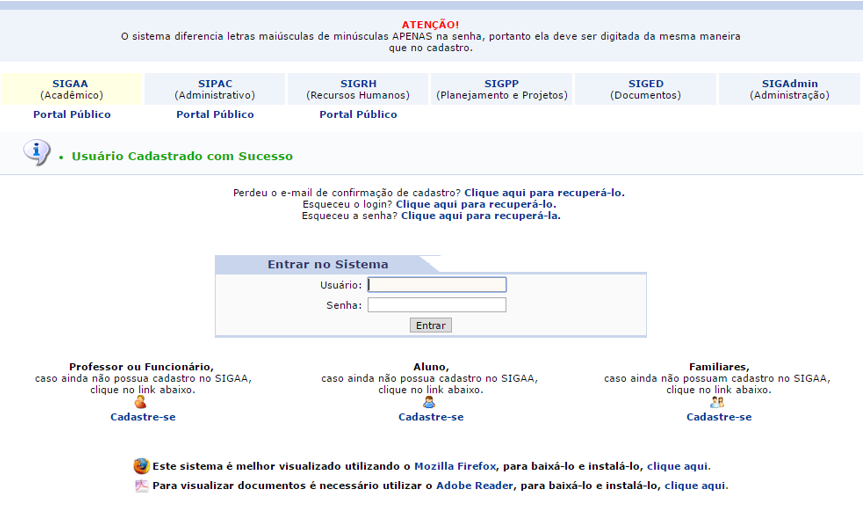 ATENÇÃO!
O sistema diferencia letras maiúsculas de minúsculas APENAS na senha, portanto ela deve ser digitada da mesma maneira
que no cadastro.
SIGAA SIPAC SIGRH SIGPP SIGED SIGAdmin
(Acadêmico) (Administrativo) (Recursos Humanos) (Planejamento e Projetos) (Documentos) (Administração)
Portal Público Portal Público Portal Público
• Usuário Cadastrado com Sucesso
Perdeu o e-mail de confirmação de cadastro? Clique aqui para recuperá-lo.
Esqueceu o login? Clique aqui para recuperá-lo.
Esqueceu a senha? Clique aqui para recuperá-la.
Entrar no Sistema
Usuário:
Senha:
Entrar
Professor ou Funcionário, Aluno, Familiares,
caso ainda não possua cadastro no SIGAA, caso ainda não possua cadastro no SIGAA, caso ainda não possuam cadastro no SIGAA,
clique no link abaixo. clique no link abaixo. clique no link abaixo.
Cadastre-se Cadastre-se Cadastre-se
Este sistema é melhor visualizado utilizando o Mozilla Firefox, para baixá-lo e instalá-lo, clique aqui.
Para visualizar documentos é necessário utilizar o Adobe Reader, para baixá-lo e instalá-lo, clique aqui.